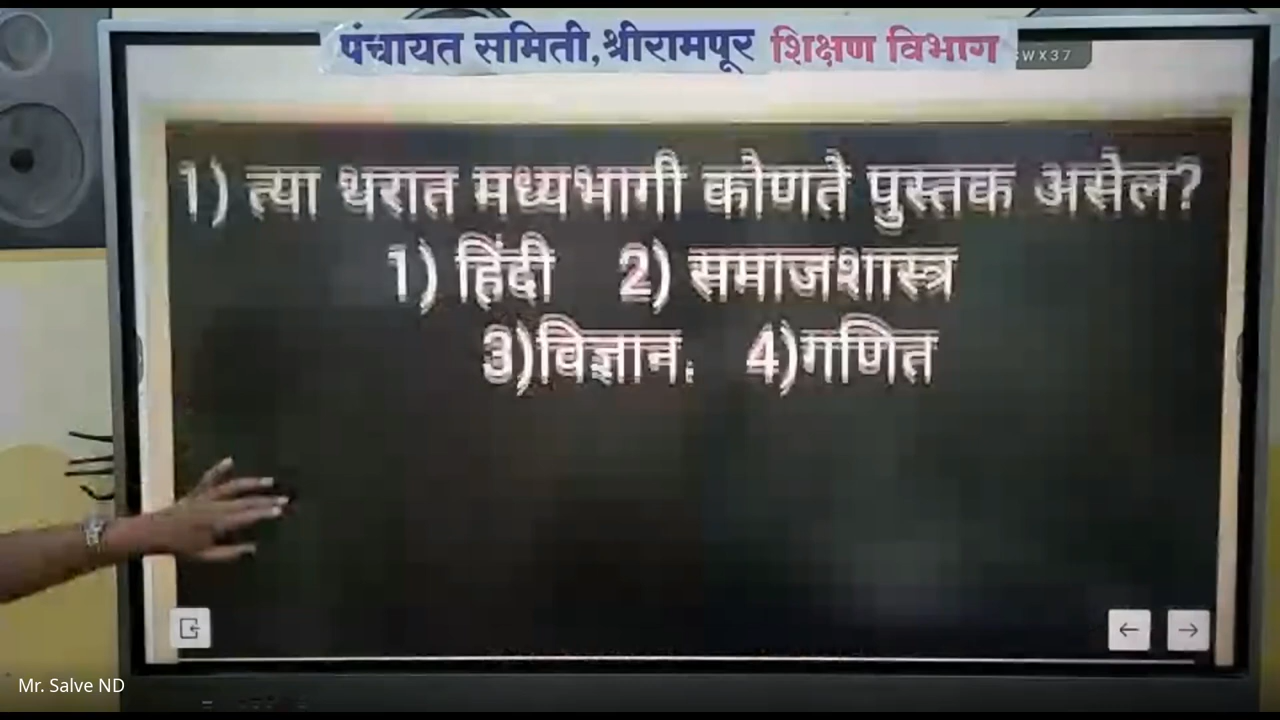 पंचायत समिती,श्रीरामपूर शिक्षण विभाग
WX37
1) त्या थरात मध्यभागी कोणते पुस्तक असेल?
1) हिंदी 2) समाजशास्त्र
3)विज्ञान. 4)गणित
Mr. Salve ND